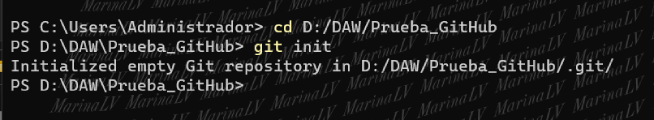 PS C:\Users\Administrador> cd D:/DAW/Prueba_GitHub
PS D:\DAW\Prueba_GitHub> git init
Initialized empty Git repository in D:/DAW/Prueba_GitHub/.git/
PS D:\DAW\Prueba_GitHub>
MarinaLV